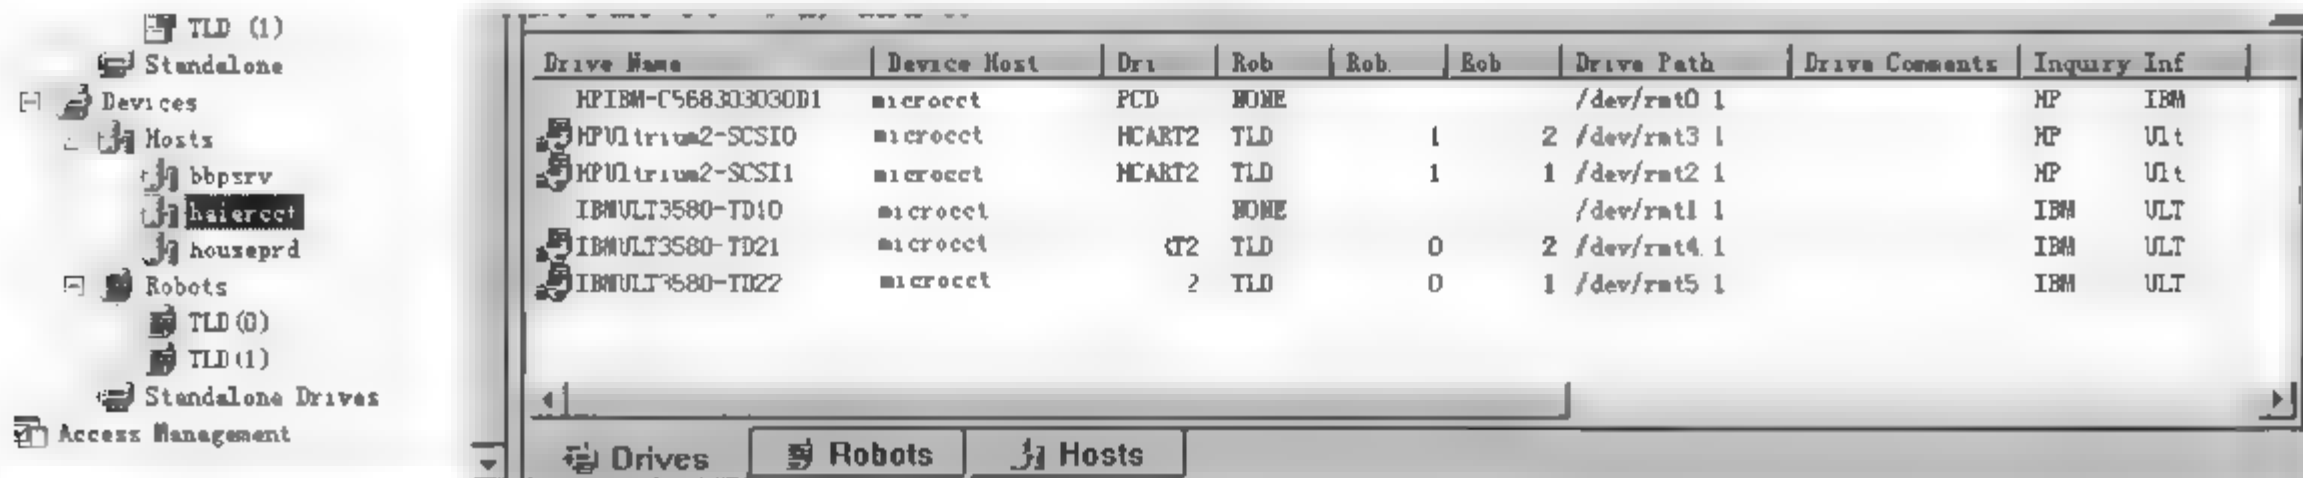 TLD (1)
Standalone
Devices
Hosts
bbpsrv
haiercct
houseprd
Robots
TLD(0)
TLD(1)
Standalone Drives
Access Management
Drive Name Device Host Dri Rob Rob. Rob Drive Path Drive Comments Inquiry Inf
HPIBM-C568303030D1 microcct PCD NONE /dev/rmt0 1 HP IBM
HPUltrium2-SCSI0 microcct HCART2 TLD 1 2 /dev/rmt3 1 HP Ult
HPUltrium2-SCSI1 microcct HCART2 TLD 1 1 /dev/rmt2 1 HP Ult
IBMULT3580-TD10 microcct NONE /dev/rmt1 1 IBM ULT
IBMULT3580-TD21 microcct T2 TLD 0 2 /dev/rmt4.1 IBM ULT
IBMULT3580-TD22 microcct 2 TLD 0 1 /dev/rmt5 1 IBM ULT
Drives Robots Hosts